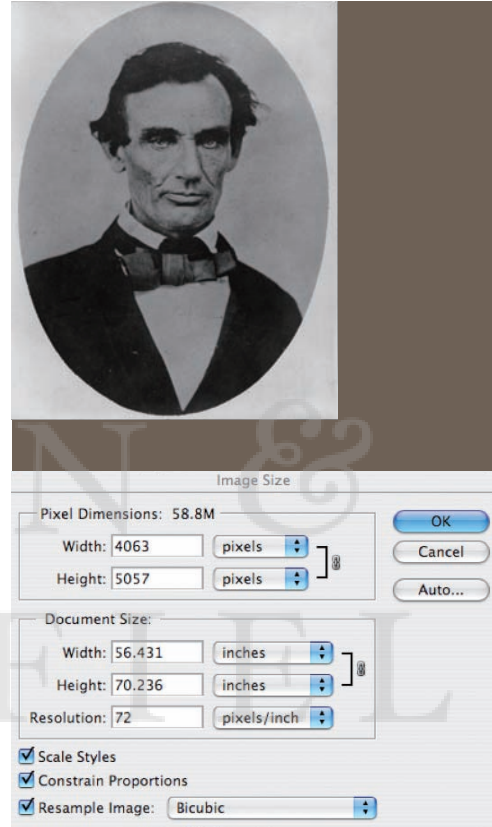 N &
Image Size
Pixel Dimensions: 58.8M
OK
Width: 4063 pixels
Cancel
Height: 5057 pixels
Auto...
Document Size:
Width: 56.431 inches
Height: 70.236 inches
FIEL
Resolution: 72 pixels/inch
Scale Styles
Constrain Proportions
Resample Image: Bicubic